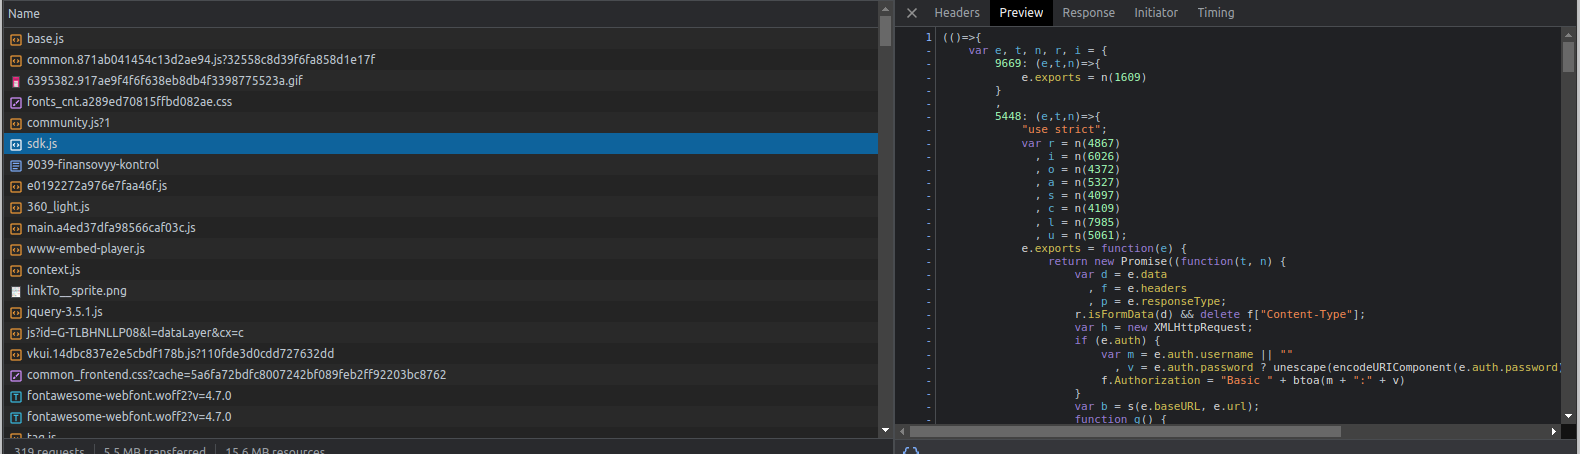 Name
base.js
common.871ab041454c13d2ae94.js?32558c8d39f6fa858d1e17f
6395382.917ae9f4f6f638eb8db4f3398775523a.gif
fonts_cnt.a289ed70815ffbd082ae.css
community.js?1
sdk.js
9039-finansovyy-kontrol
e0192272a976e7faa46f.js
360_light.js
main.a4ed37dfa98566caf03c.js
www-embed-player.js
context.js
linkTo__sprite.png
jquery-3.5.1.js
js?id=G-TLBHNLLP08&l=dataLayer&cx=c
vkui.14dbc837e2e5cbdf178b.js?110fde3d0cdd727632dd
common_frontend.css?cache=5a6fa72bdfc8007242bf089feb2ff92203bc8762
fontawesome-webfont.woff2?v=4.7.0
fontawesome-webfont.woff2?v=4.7.0
tag.js
319 requests | 5.5 MB transferred | 15.6 MB resources
Headers Preview Response Initiator Timing
1 (()=>{
- var e, t, n, r, i = {
- 9669: (e,t,n)=>{
- e.exports = n(1609)
- }
- ,
- 5448: (e,t,n)=>{
- "use strict";
- var r = n(4867)
- , i = n(6026)
- , o = n(4372)
- , a = n(5327)
- , s = n(4097)
- , c = n(4109)
- , l = n(7985)
- , u = n(5061);
- e.exports = function(e) {
- return new Promise((function(t, n) {
- var d = e.data
- , f = e.headers
- , p = e.responseType;
- r.isFormData(d) && delete f["Content-Type"];
- var h = new XMLHttpRequest;
- if (e.auth) {
- var m = e.auth.username || ""
- , v = e.auth.password ? unescape(encodeURIComponent(e.auth.password)
- f.Authorization = "Basic " + btoa(m + ":" + v)
- }
- var b = s(e.baseURL, e.url);
- function g() {
{}